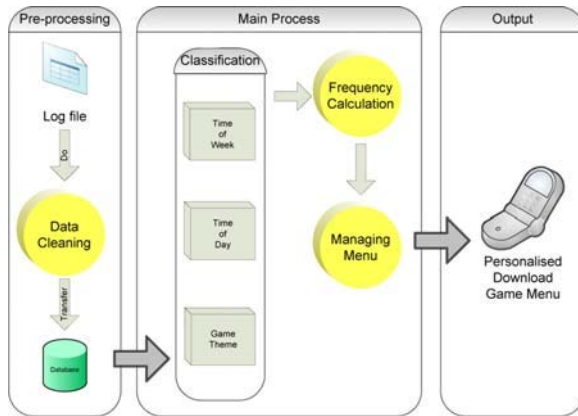 Pre-processing
Log file
Do
Data
Cleaning
Transfer
Database
Main Process
Classification
Time
of
Week
Time
of
Day
Game
Theme
Frequency
Calculation
Managing
Menu
Output
Personalised
Download
Game Menu